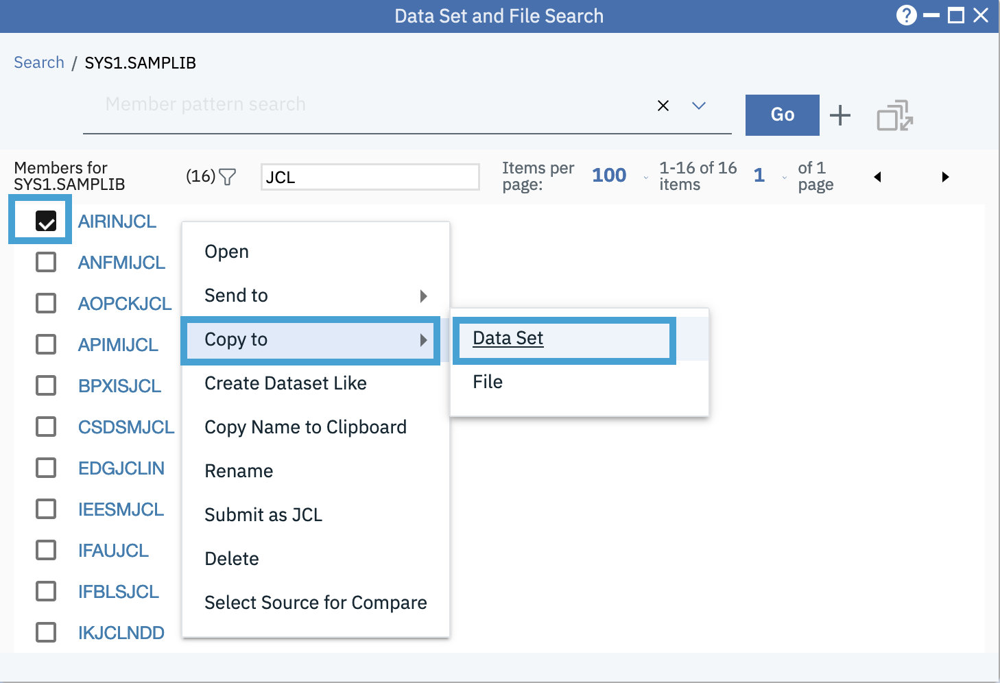 Data Set and File Search
?
Search / SYS1.SAMPLIB
Member pattern search
Go
Members for
SYS1.SAMPLIB
(16)
JCL
Items per
page:
100
1-16 of 16
items
1
of 1
page
AIRINJCL
ANFMIJCL
AOPCKJCL
APIMIJCL
BPXISJCL
CSDSMJCL
EDGJCLIN
IEESMJCL
IFAUJCL
IFBLSJCL
IKJCLNDD
Open
Send to
Copy to
Create Dataset Like
Copy Name to Clipboard
Rename
Submit as JCL
Delete
Select Source for Compare
Data Set
File